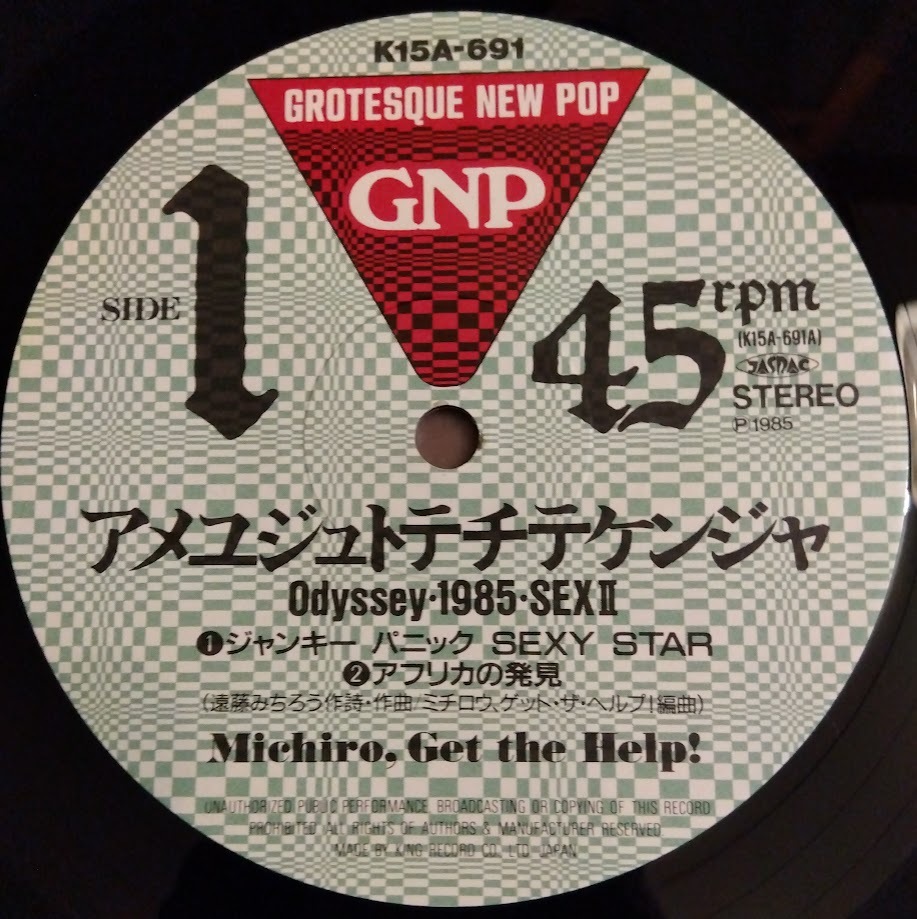 K15A-691
GROTESQUE NEW POP
GNP
SIDE 1
45 rpm
(K15A-691A)
JASRAC
STEREO
Ⓟ1985
アメユジュトテチテケンジャ
Odyssey・1985・SEXⅡ
❶ジャンキー パニック SEXY STAR
❷アフリカの発見
(遠藤みちろう作詩・作曲/ミチロウ、ゲット・ザ・ヘルプ!編曲)
Michiro, Get the Help!
UNAUTHORIZED PUBLIC PERFORMANCE, BROADCASTING OR COPYING OF THIS RECORD
PROHIBITED. ALL RIGHTS OF AUTHORS & MANUFACTURER RESERVED.
MADE BY KING RECORD CO., LTD. JAPAN